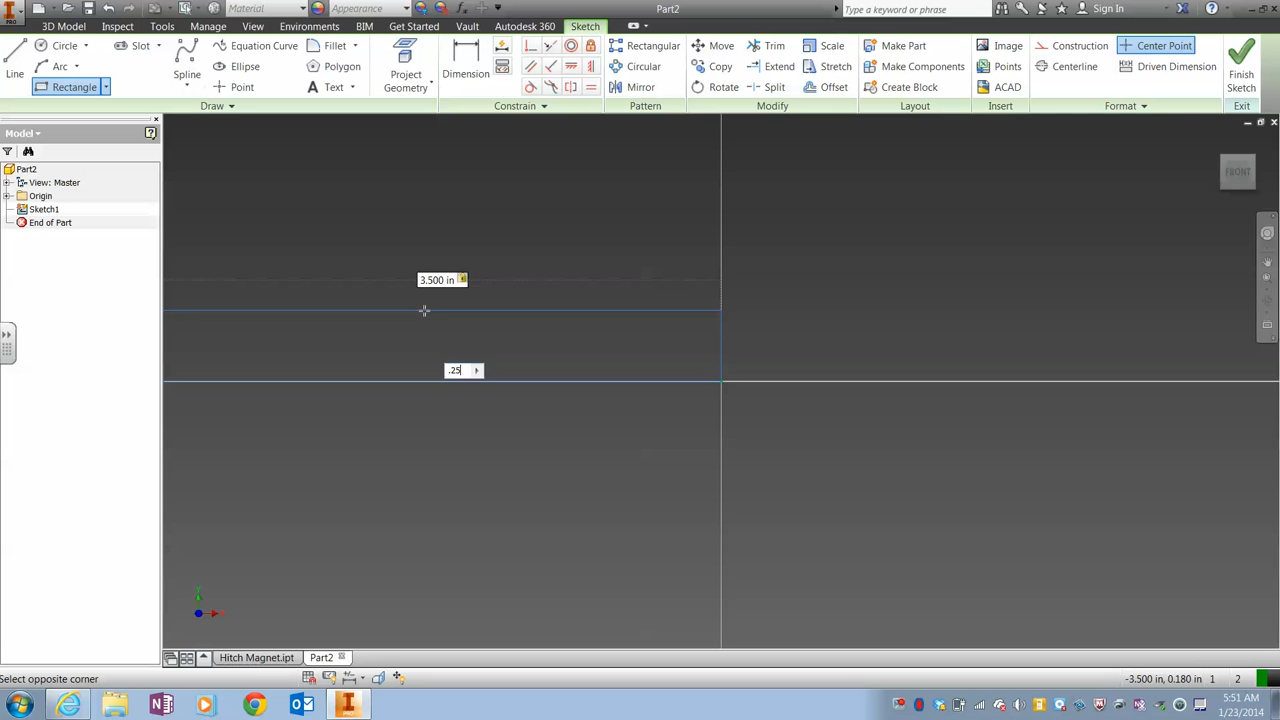 PRO Material Appearance Part2 Type a keyword or phrase Sign In
3D Model Inspect Tools Manage View Environments BIM Get Started Vault Autodesk 360 Sketch
Line Circle Slot Spline Equation Curve Fillet Project Geometry Dimension Rectangular Move Trim Scale Make Part Image Construction Center Point Finish Sketch
Arc Ellipse Polygon Circular Copy Extend Stretch Make Components Points Centerline Driven Dimension
Rectangle Point Text Mirror Rotate Split Offset Create Block ACAD
Draw Constrain Pattern Modify Layout Insert Format Exit
Model
Part2
View: Master
Origin
Sketch1
End of Part
FRONT
3.500 in
.25
Hitch Magnet.ipt Part2
Select opposite corner -3.500 in, 0.180 in 1 2
5:51 AM
1/23/2014